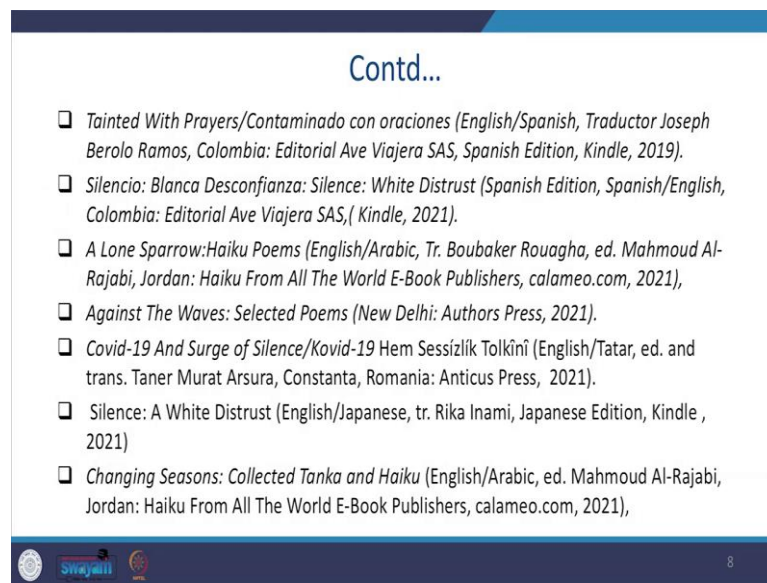 Contd...
Tainted With Prayers/Contaminado con oraciones (English/Spanish, Traductor Joseph
Berolo Ramos, Colombia: Editorial Ave Viajera SAS, Spanish Edition, Kindle, 2019).
Silencio: Blanca Desconfianza: Silence: White Distrust (Spanish Edition, Spanish/English,
Colombia: Editorial Ave Viajera SAS,( Kindle, 2021).
A Lone Sparrow:Haiku Poems (English/Arabic, Tr. Boubaker Rouagha, ed. Mahmoud Al-
Rajabi, Jordan: Haiku From All The World E-Book Publishers, calameo.com, 2021),
Against The Waves: Selected Poems (New Delhi: Authors Press, 2021).
Covid-19 And Surge of Silence/Kovid-19 Hem Sessízlík Tolkînî (English/Tatar, ed. and
trans. Taner Murat Arsura, Constanta, Romania: Anticus Press, 2021).
Silence: A White Distrust (English/Japanese, tr. Rika Inami, Japanese Edition, Kindle ,
2021)
Changing Seasons: Collected Tanka and Haiku (English/Arabic, ed. Mahmoud Al-Rajabi,
Jordan: Haiku From All The World E-Book Publishers, calameo.com, 2021),
swayam
8